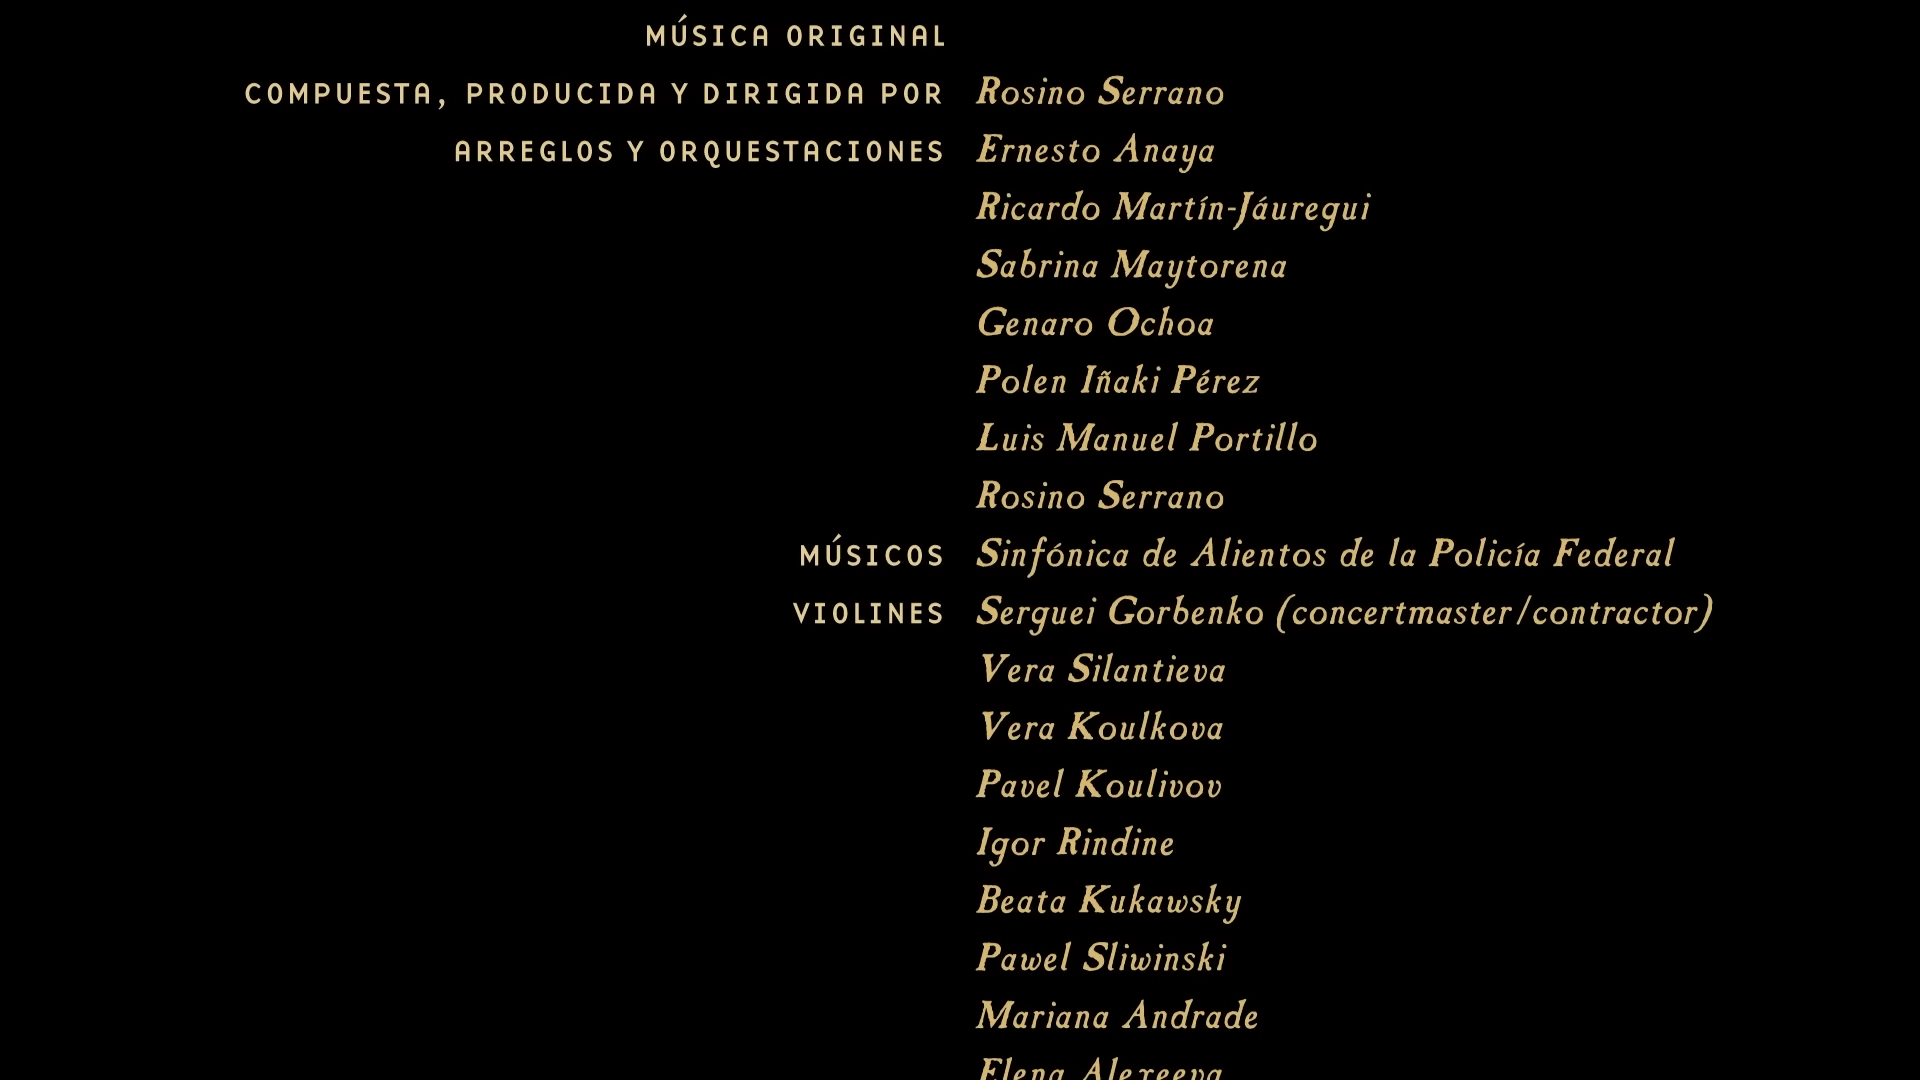 MÚSICA ORIGINAL
COMPUESTA, PRODUCIDA Y DIRIGIDA POR Rosino Serrano
ARREGLOS Y ORQUESTACIONES Ernesto Anaya
Ricardo Martín-Jáuregui
Sabrina Maytorena
Genaro Ochoa
Polen Iñaki Pérez
Luis Manuel Portillo
Rosino Serrano
MÚSICOS Sinfónica de Alientos de la Policía Federal
VIOLINES Serguei Gorbenko (concertmaster/contractor)
Vera Silantieva
Vera Koulkova
Pavel Koulivov
Igor Rindine
Beata Kukawsky
Pawel Sliwinski
Mariana Andrade
Elena Alexeeva